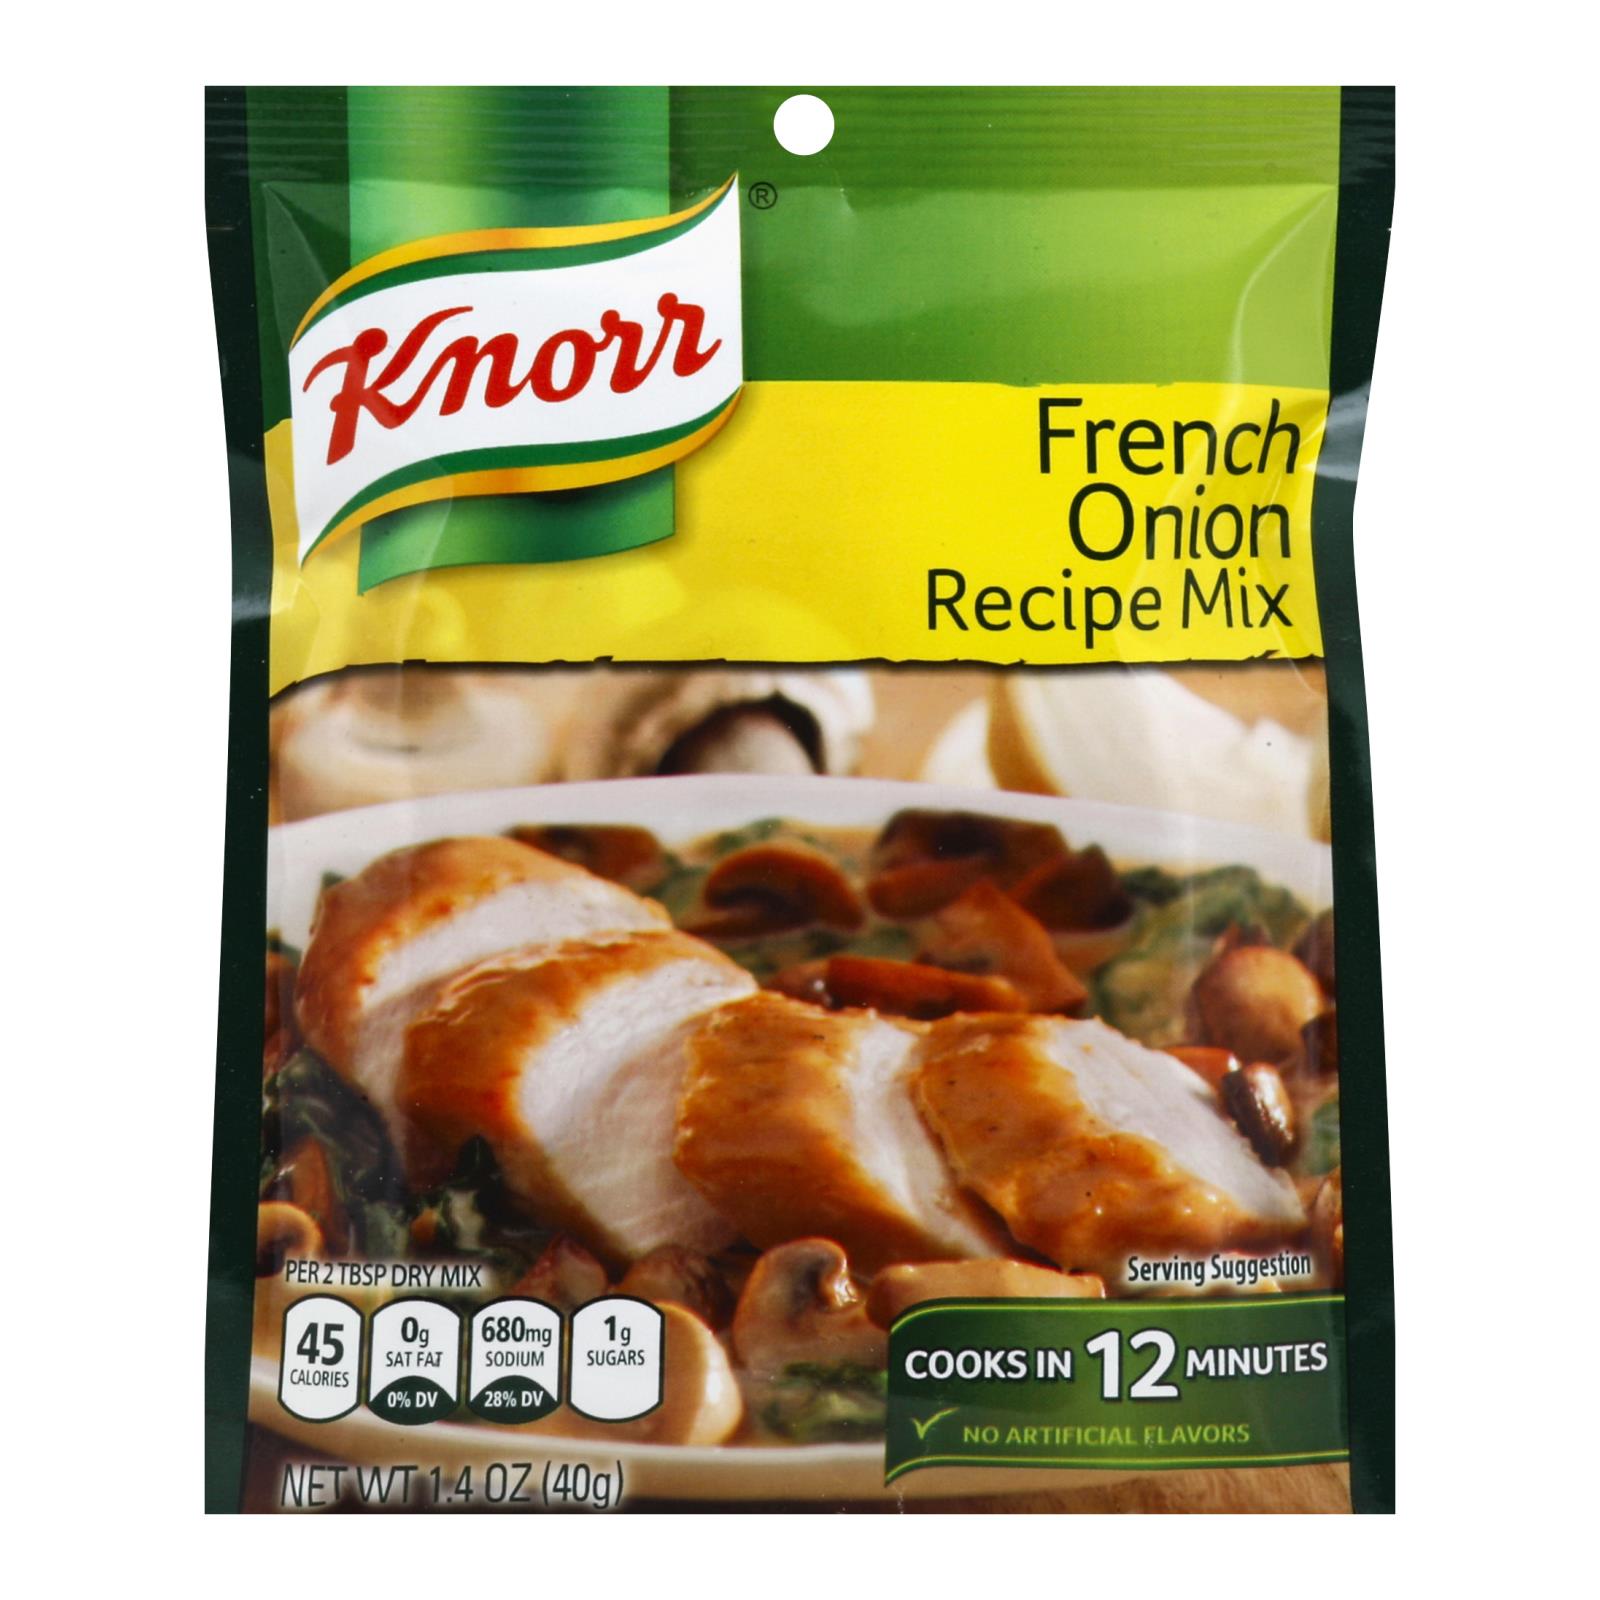 Knorr®
French
Onion
Recipe Mix
PER 2 TBSP DRY MIX
Serving Suggestion
45
CALORIES
0g
SAT FAT
0% DV
680mg
SODIUM
28% DV
1g
SUGARS
COOKS IN 12 MINUTES
✓ NO ARTIFICIAL FLAVORS
NET WT 1.4 OZ (40g)